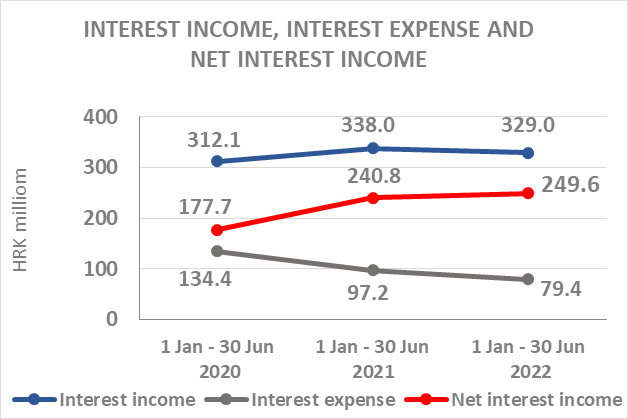 INTEREST INCOME, INTEREST EXPENSE AND
NET INTEREST INCOME
HRK milliom
400
300
200
100
0
312.1
338.0
329.0
177.7
240.8
249.6
134.4
97.2
79.4
1 Jan - 30 Jun 1 Jan - 30 Jun 1 Jan - 30 Jun
2020 2021 2022
Interest income Interest expense Net interest income